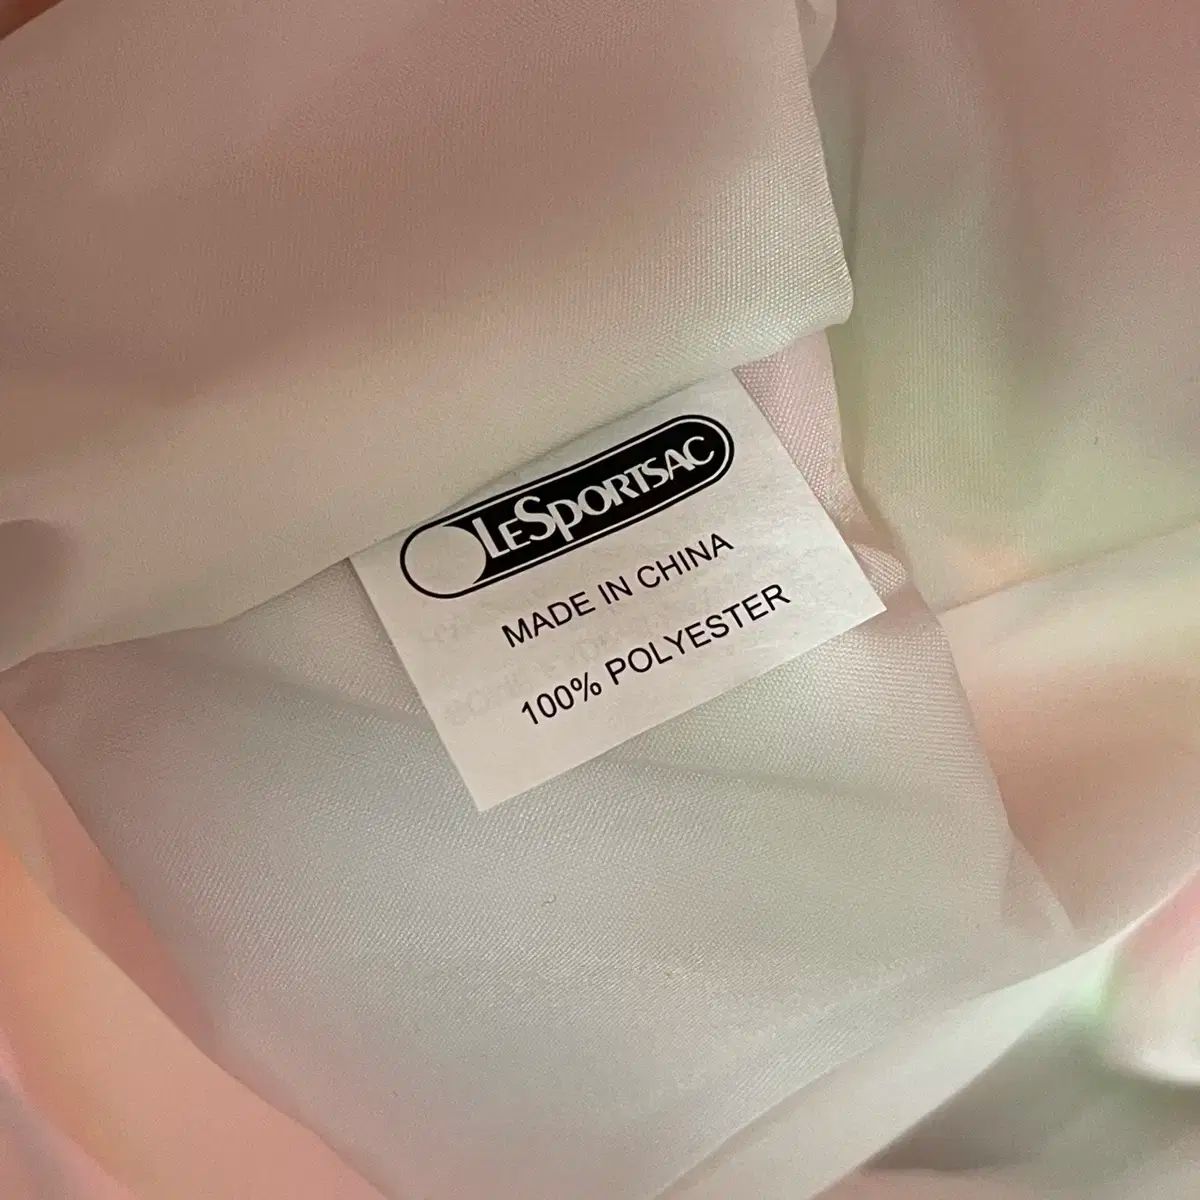 LESPORTSAC
MADE IN CHINA
100% POLYESTER